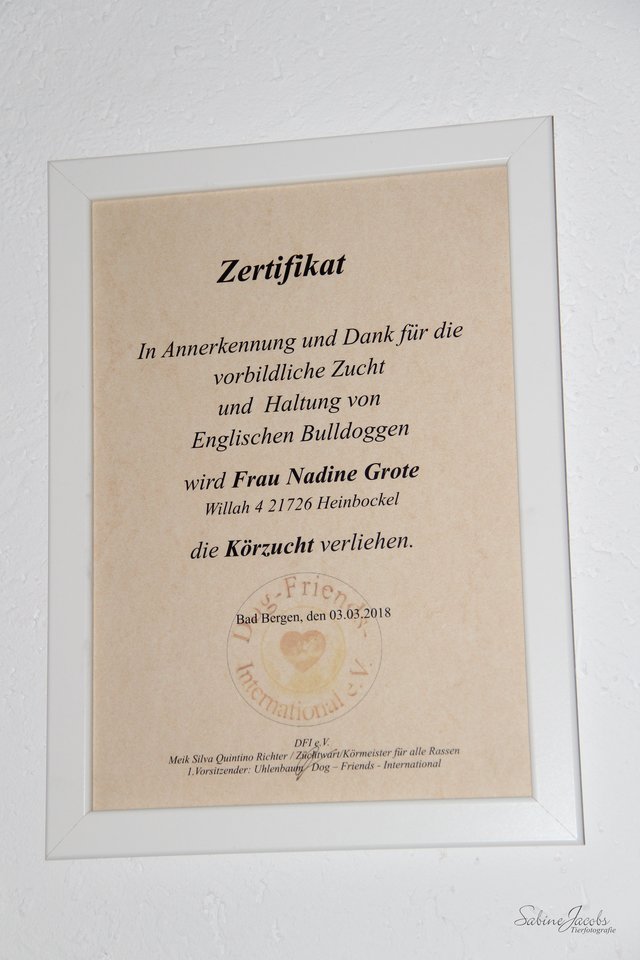 Zertifikat
In Annerkennung und Dank für die
vorbildliche Zucht
und Haltung von
Englischen Bulldoggen
wird Frau Nadine Grote
Willah 4 21726 Heinbockel
die Körzucht verliehen.
Dog-Friends-
Bad Bergen, den 03.03.2018
International e.V.
DFI e.V.
Meik Silva Quintino Richter / Zuchtwart/Körmeister für alle Rassen
1.Vorsitzender: Uhlenbaum Dog – Friends - International
Sabine Jacobs
Tierfotografie